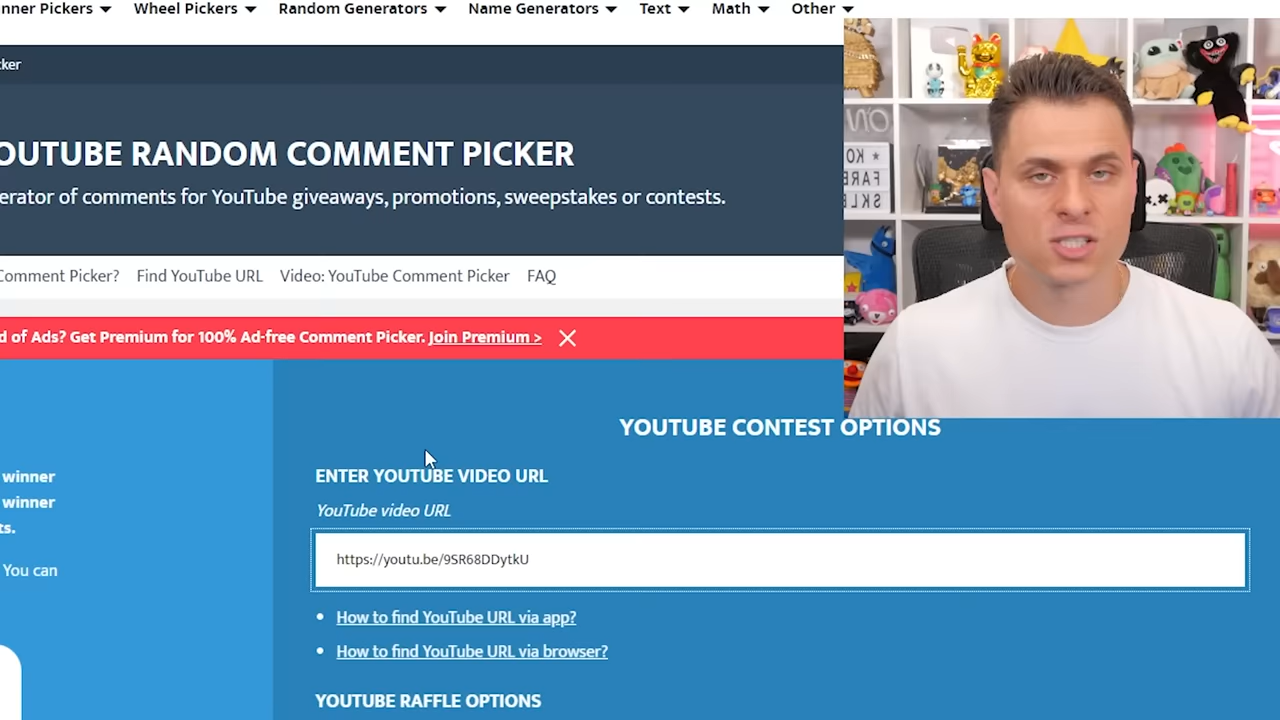 nner Pickers Wheel Pickers Random Generators Name Generators Text Math Other
cker
OUTUBE RANDOM COMMENT PICKER
erator of comments for YouTube giveaways, promotions, sweepstakes or contests.
Comment Picker? Find YouTube URL Video: YouTube Comment Picker FAQ
d of Ads? Get Premium for 100% Ad-free Comment Picker. Join Premium >
YOUTUBE CONTEST OPTIONS
winner
ENTER YOUTUBE VIDEO URL
winner
YouTube video URL
ts.
You can
https://youtu.be/9SR68DDytkU
How to find YouTube URL via app?
How to find YouTube URL via browser?
YOUTUBE RAFFLE OPTIONS